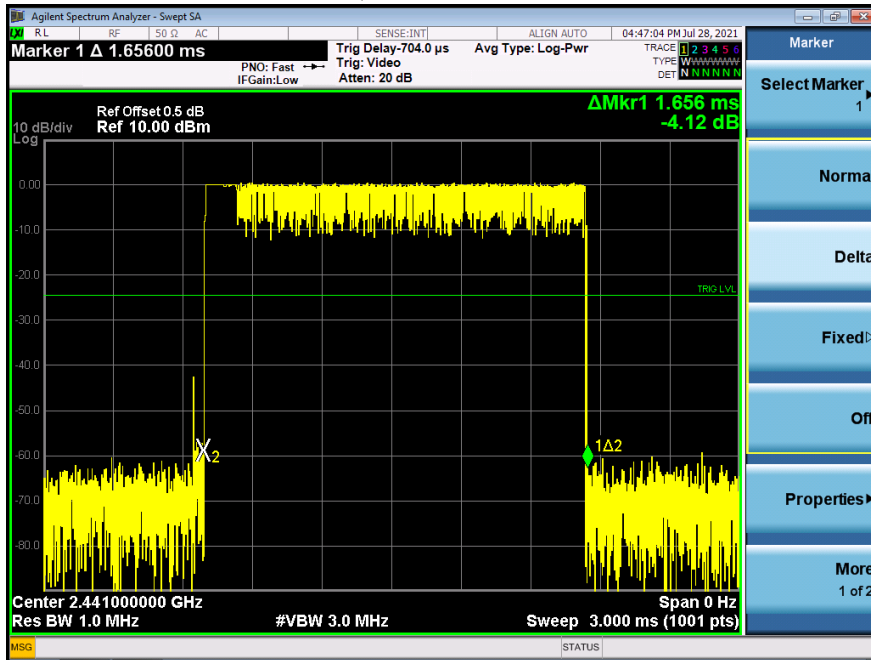 Agilent Spectrum Analyzer - Swept SA
LXI RL RF 50 Ω AC SENSE:INT ALIGN AUTO 04:47:04 PM Jul 28, 2021
Marker 1 Δ 1.65600 ms
PNO: Fast
IFGain:Low
Trig Delay-704.0 µs
Trig: Video
Atten: 20 dB
Avg Type: Log-Pwr
TRACE 1 2 3 4 5 6
TYPE WWWWWW
DET N N N N N N
Ref Offset 0.5 dB
10 dB/div Ref 10.00 dBm
Log
ΔMkr1 1.656 ms
-4.12 dB
0.00
-10.0
-20.0
TRIG LVL
-30.0
-40.0
-50.0
-60.0
-70.0
-80.0
X2
1Δ2
Center 2.441000000 GHz
Res BW 1.0 MHz
#VBW 3.0 MHz
Span 0 Hz
Sweep 3.000 ms (1001 pts)
MSG
STATUS
Marker
Select Marker
1
Norma
Delta
Fixed
Off
Properties
More
1 of 2